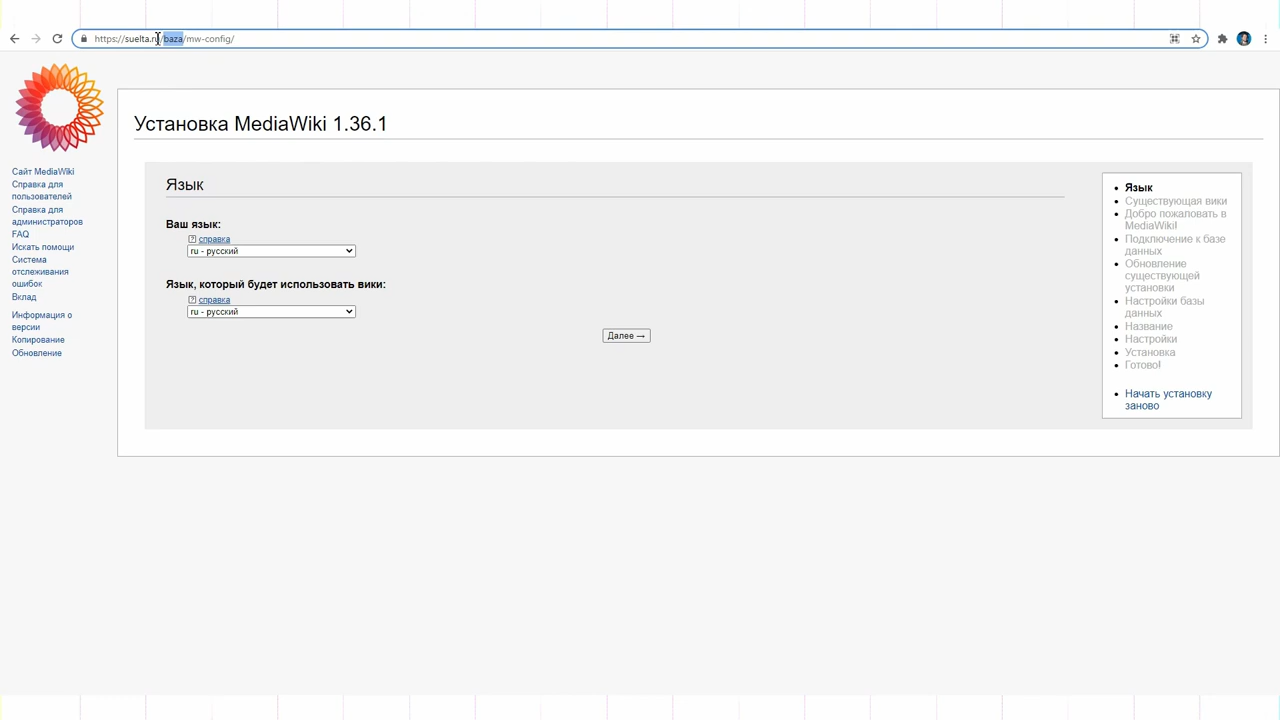 https://suelta.ru/baza/mw-config/
Сайт MediaWiki
Справка для
пользователей
Справка для
администраторов
FAQ
Искать помощи
Система
отслеживания
ошибок
Вклад
Информация о
версии
Копирование
Обновление
Установка MediaWiki 1.36.1
Язык
Ваш язык:
справка
ru - русский
Язык, который будет использовать вики:
справка
ru - русский
Далее →
Язык
Существующая вики
Добро пожаловать в
MediaWiki!
Подключение к базе
данных
Обновление
существующей
установки
Настройки базы
данных
Название
Настройки
Установка
Готово!
Начать установку
заново